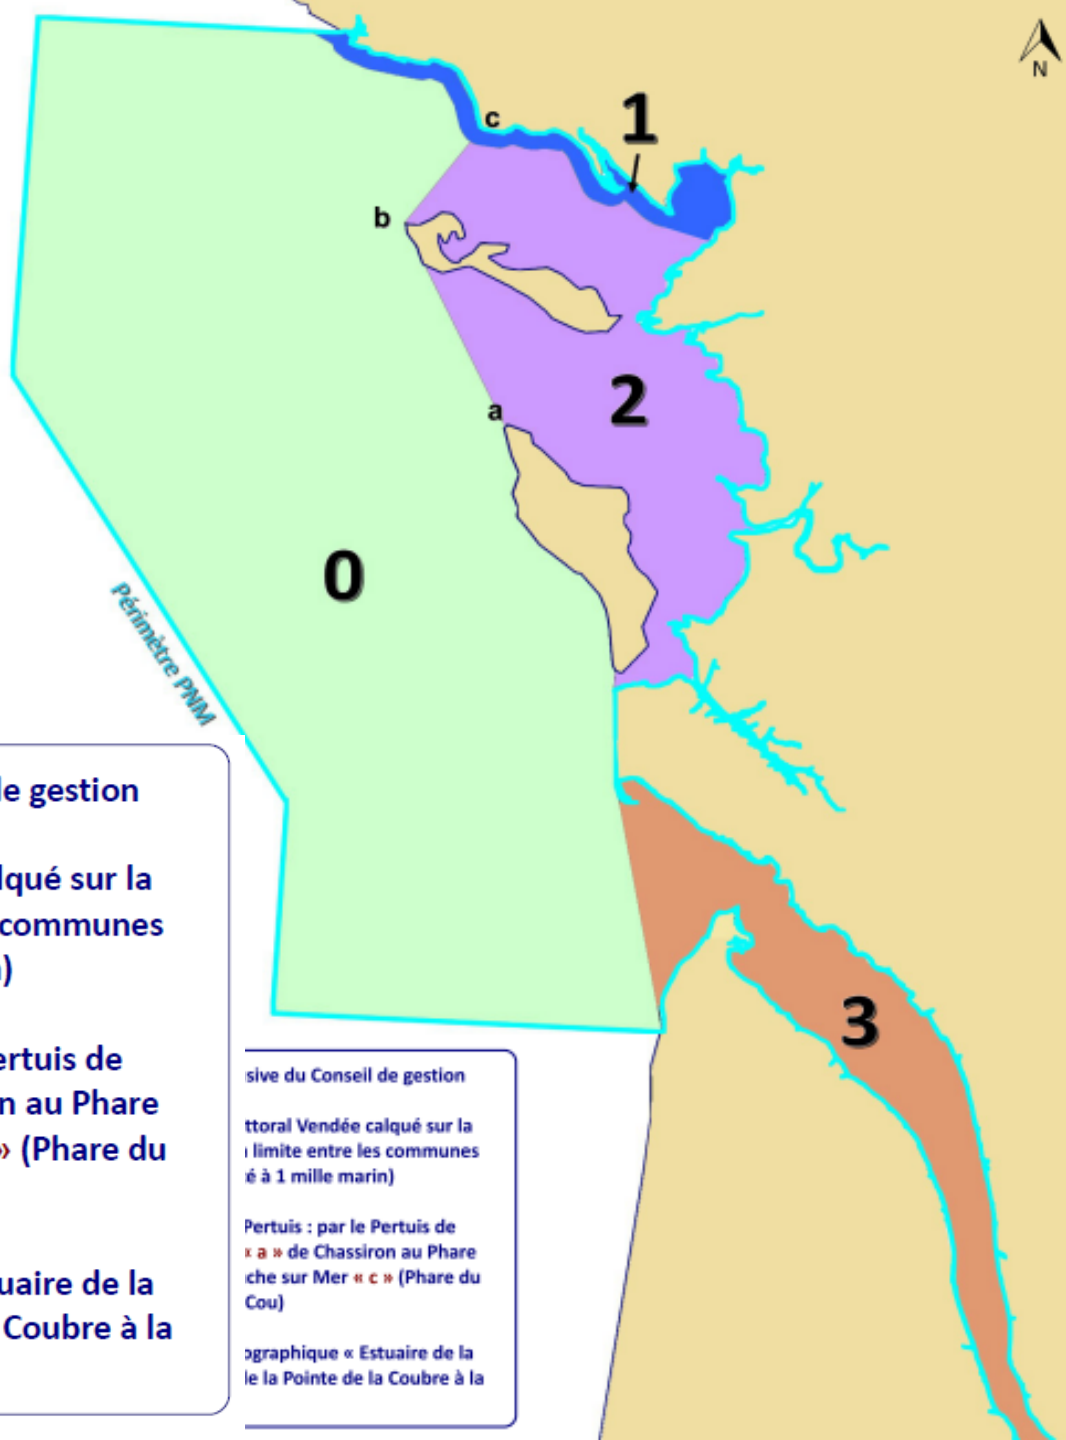 N
c
1
b
2
a
0
Périmètre PNM
3
de gestion
lqué sur la
communes
)
ertuis de
n au Phare
» (Phare du
uaire de la
Coubre à la
sive du Conseil de gestion
ttoral Vendée calqué sur la
limite entre les communes
é à 1 mille marin)
Pertuis : par le Pertuis de
« a » de Chassiron au Phare
che sur Mer « c » (Phare du
Cou)
ographique « Estuaire de la
de la Pointe de la Coubre à la